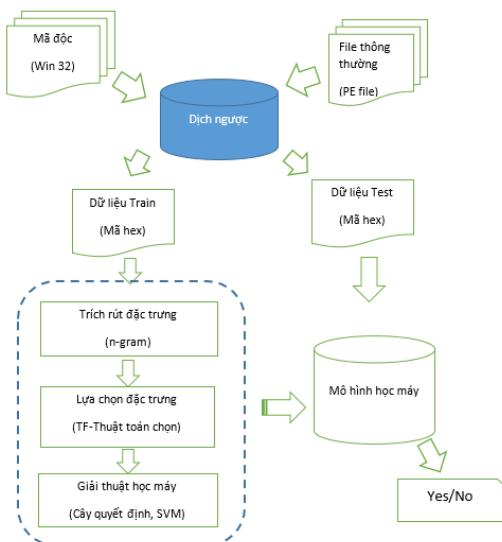 Mã độc
(Win 32)
File thông
thường
(PE file)
Dịch ngược
Dữ liệu Train
(Mã hex)
Dữ liệu Test
(Mã hex)
Trích rút đặc trưng
(n-gram)
Lựa chọn đặc trưng
(TF-Thuật toán chọn)
Giải thuật học máy
(Cây quyết định, SVM)
Mô hình học máy
Yes/No